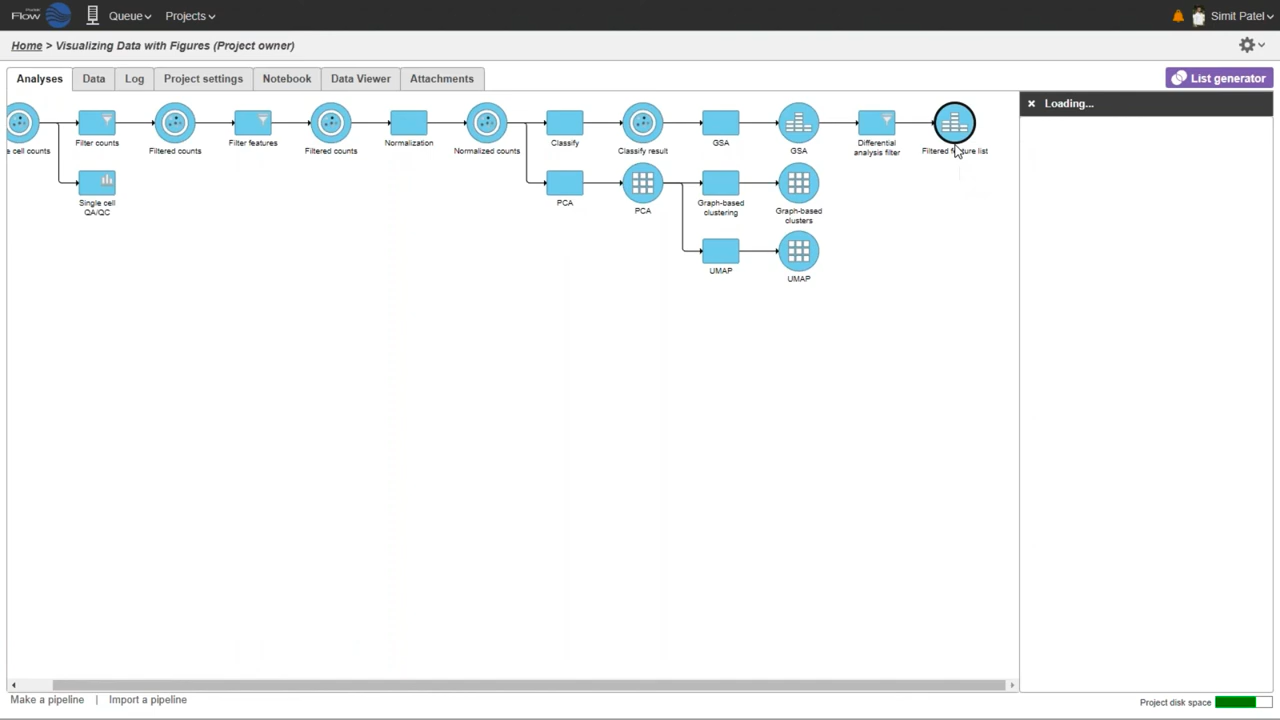 Flow Queue Projects Simit Patel
Home > Visualizing Data with Figures (Project owner)
Analyses Data Log Project settings Notebook Data Viewer Attachments List generator
Loading...
e cell counts Filter counts Filtered counts Filter features Filtered counts Normalization Normalized counts Classify Classify result GSA GSA Differential analysis filter Filtered feature list
Single cell QA/QC PCA PCA Graph-based clustering Graph-based clusters
UMAP UMAP
Make a pipeline | Import a pipeline
Project disk space